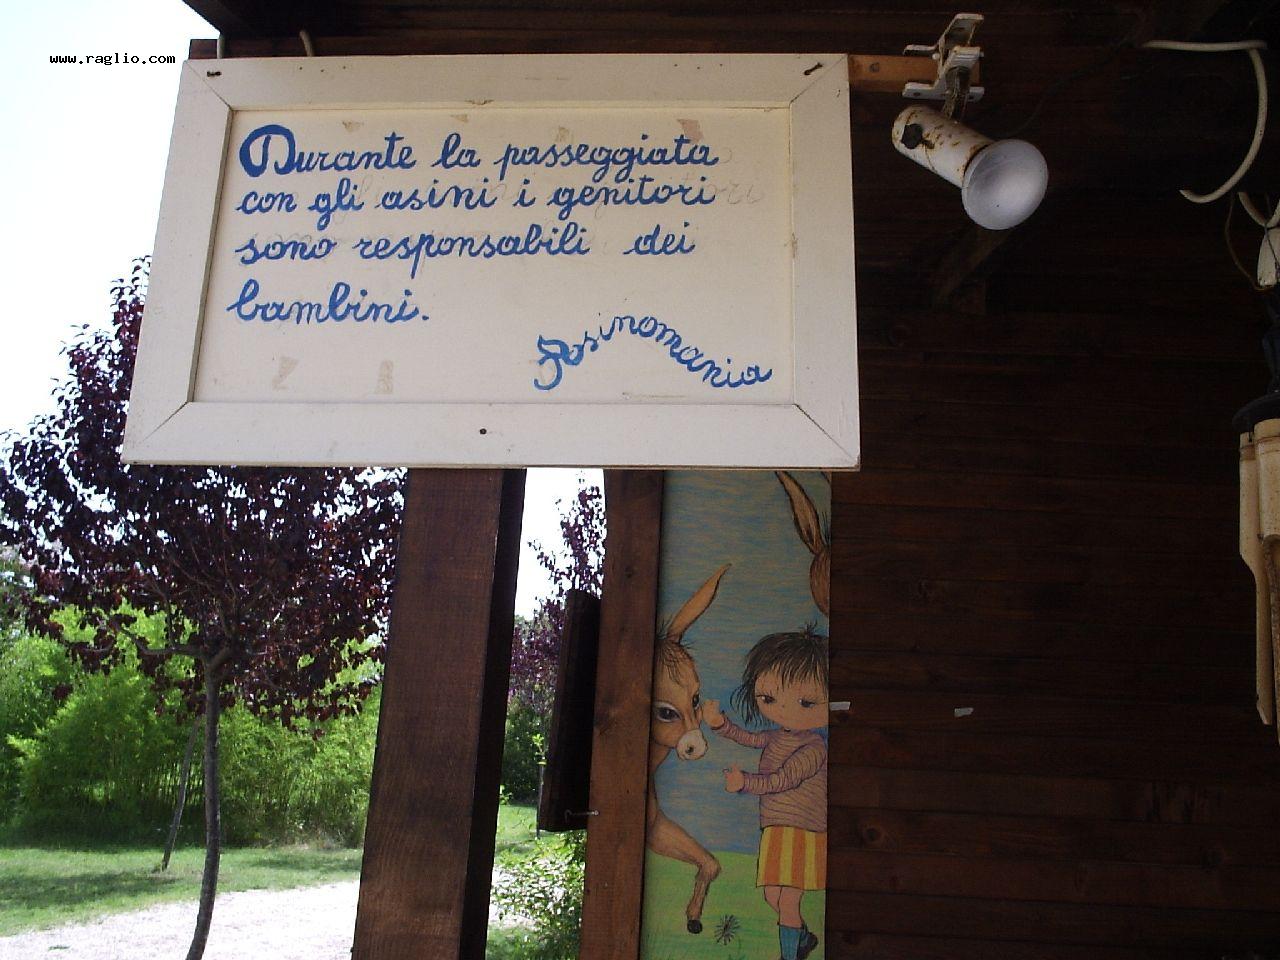 www.raglio.com
Durante la passeggiata
con gli asini i genitori
sono responsabili dei
bambini.
Asinomania